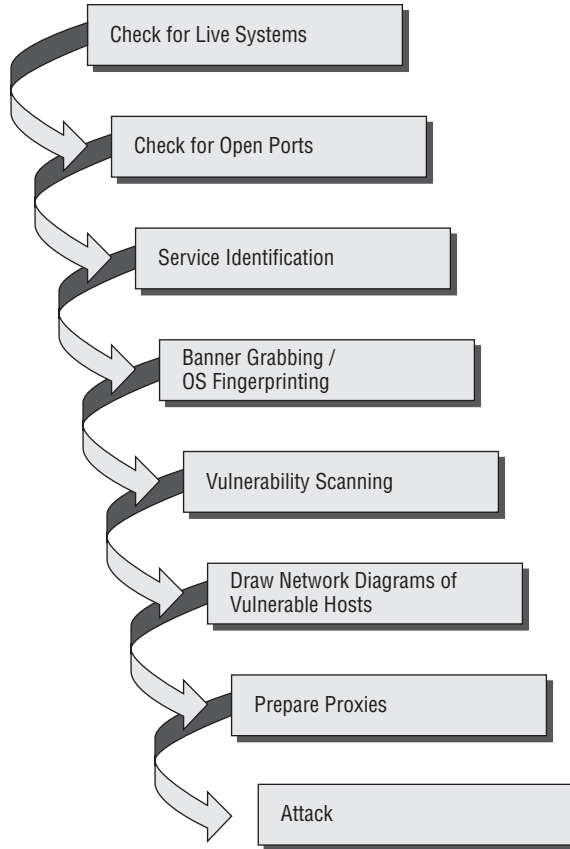 Check for Live Systems
Check for Open Ports
Service Identification
Banner Grabbing /
OS Fingerprinting
Vulnerability Scanning
Draw Network Diagrams of
Vulnerable Hosts
Prepare Proxies
Attack